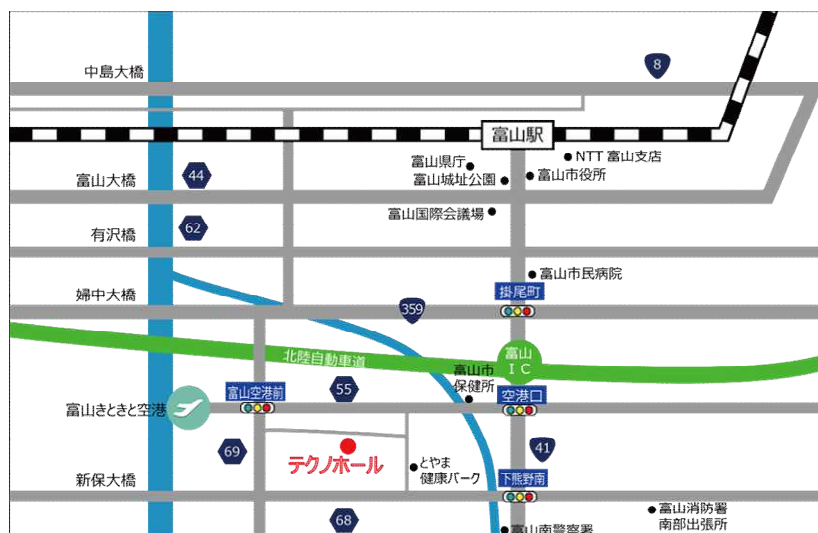 8
中島大橋
富山駅
NTT 富山支店
富山県庁
44
富山大橋
富山城址公園
富山市役所
富山国際会議場
62
有沢橋
富山市民病院
婦中大橋
掛尾町
359
北陸自動車道
富山
IC
富山市
保健所
55
富山空港前
空港口
富山きときと空港
41
69
テクノホール
とやま
健康パーク
新保大橋
下熊野南
68
富山消防署
南部出張所
富山南警察署